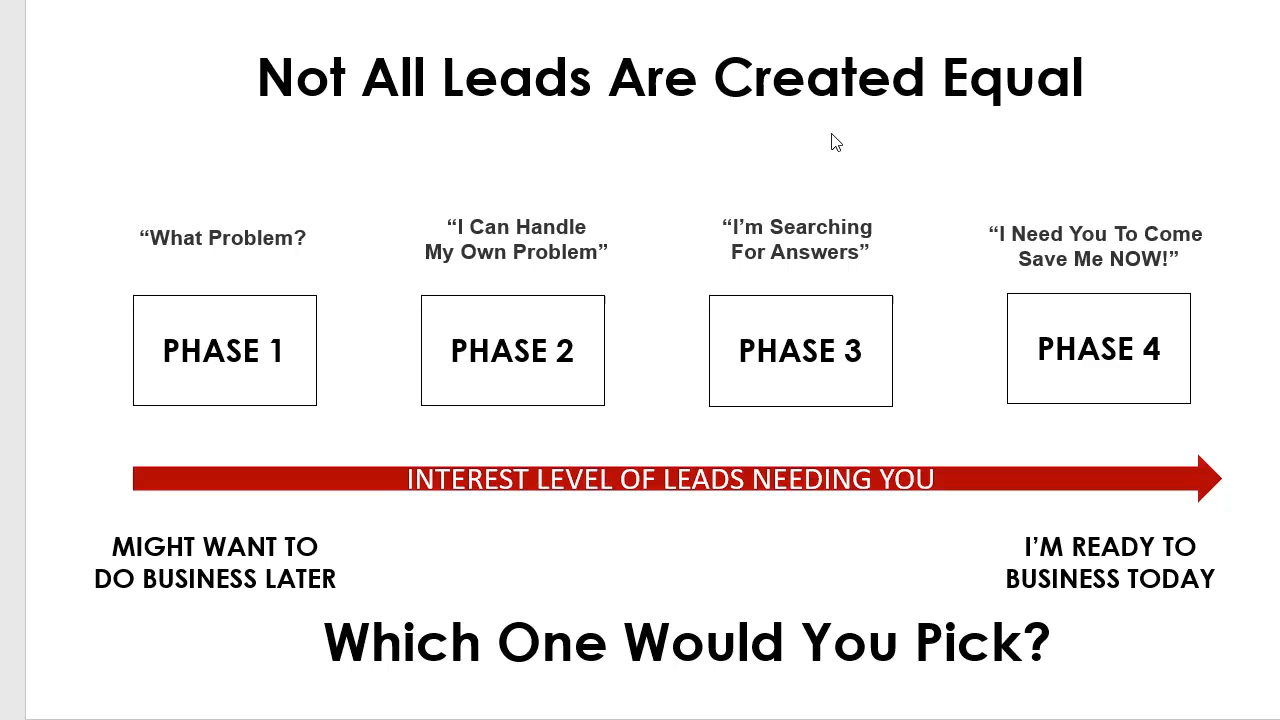 Not All Leads Are Created Equal
“What Problem?
“I Can Handle
My Own Problem”
“I’m Searching
For Answers”
“I Need You To Come
Save Me NOW!”
PHASE 1
PHASE 2
PHASE 3
PHASE 4
INTEREST LEVEL OF LEADS NEEDING YOU
MIGHT WANT TO
DO BUSINESS LATER
I’M READY TO
BUSINESS TODAY
Which One Would You Pick?